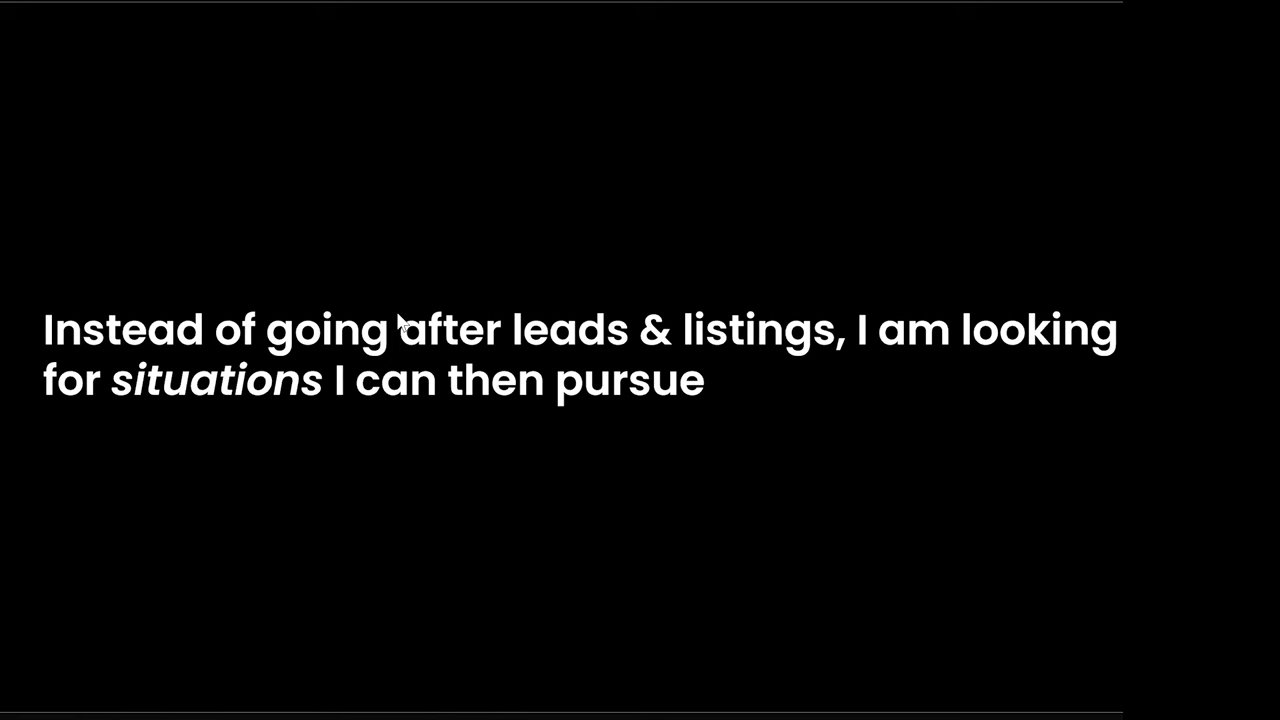 Instead of going after leads & listings, I am looking
for situations I can then pursue